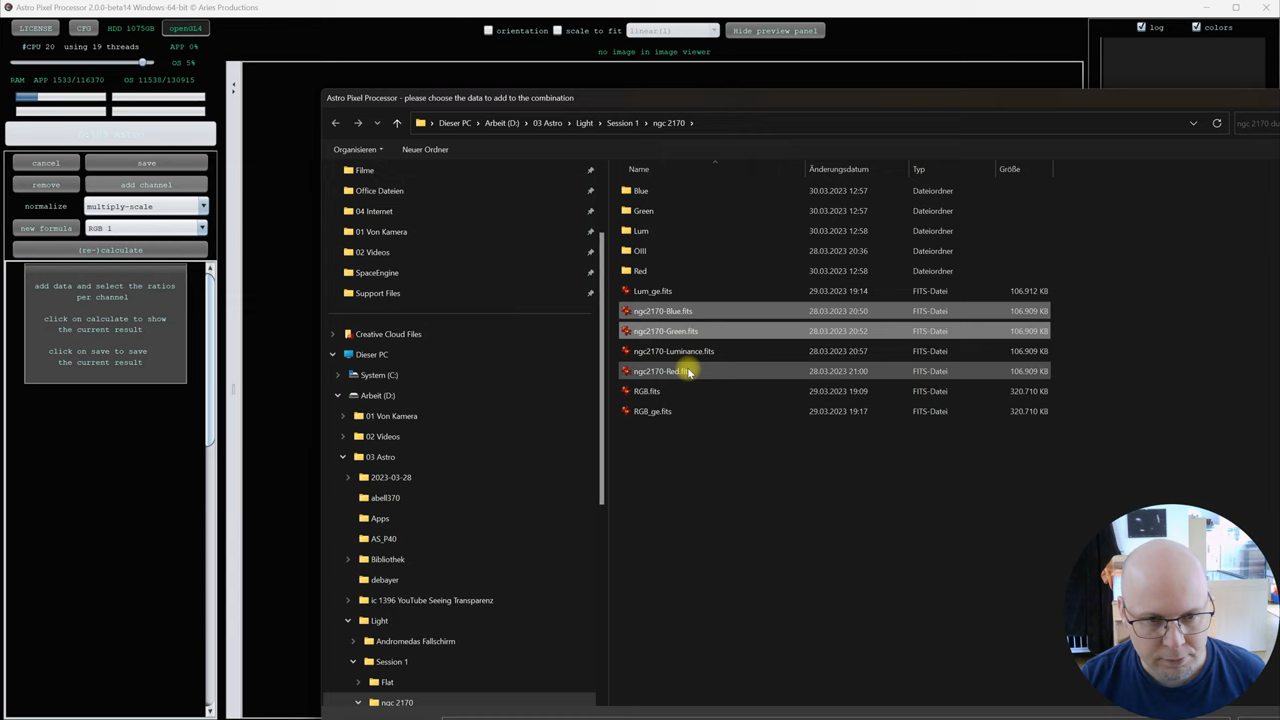 Astro Pixel Processor 2.0.0-beta14 Windows-64-bit © Aries Productions
LICENSE CFG HDD 1075GB openGL4
#CPU 20 using 19 threads APP 0%
OS 5%
RAM APP 1533/116370 OS 11538/130915
orientation scale to fit linear(l) Hide preview panel
no image in image viewer
log colors
cancel save
remove add channel
normalize multiply-scale
new formula RGB 1
(re-)calculate
add data and select the ratios
per channel
click on calculate to show
the current result
click on save to save
the current result
Astro Pixel Processor - please choose the data to add to the combination
Dieser PC > Arbeit (D:) > 03 Astro > Light > Session 1 > ngc 2170 >
ngc 2170 du
Organisieren Neuer Ordner
Filme
Office Dateien
04 Internet
01 Von Kamera
02 Videos
SpaceEngine
Support Files
Creative Cloud Files
Dieser PC
System (C:)
Arbeit (D:)
01 Von Kamera
02 Videos
03 Astro
2023-03-28
abell370
Apps
AS_P40
Bibliothek
debayer
ic 1396 YouTube Seeing Transparenz
Light
Andromedas Fallschirm
Session 1
Flat
ngc 2170
Name Änderungsdatum Typ Größe
Blue 30.03.2023 12:57 Dateiordner
Green 30.03.2023 12:57 Dateiordner
Lum 30.03.2023 12:58 Dateiordner
OIII 28.03.2023 20:36 Dateiordner
Red 30.03.2023 12:58 Dateiordner
Lum_ge.fits 29.03.2023 19:14 FITS-Datei 106.912 KB
ngc2170-Blue.fits 28.03.2023 20:50 FITS-Datei 106.909 KB
ngc2170-Green.fits 28.03.2023 20:52 FITS-Datei 106.909 KB
ngc2170-Luminance.fits 28.03.2023 20:57 FITS-Datei 106.909 KB
ngc2170-Red.fits 28.03.2023 21:00 FITS-Datei 106.909 KB
RGB.fits 29.03.2023 19:09 FITS-Datei 320.710 KB
RGB_ge.fits 29.03.2023 19:17 FITS-Datei 320.710 KB